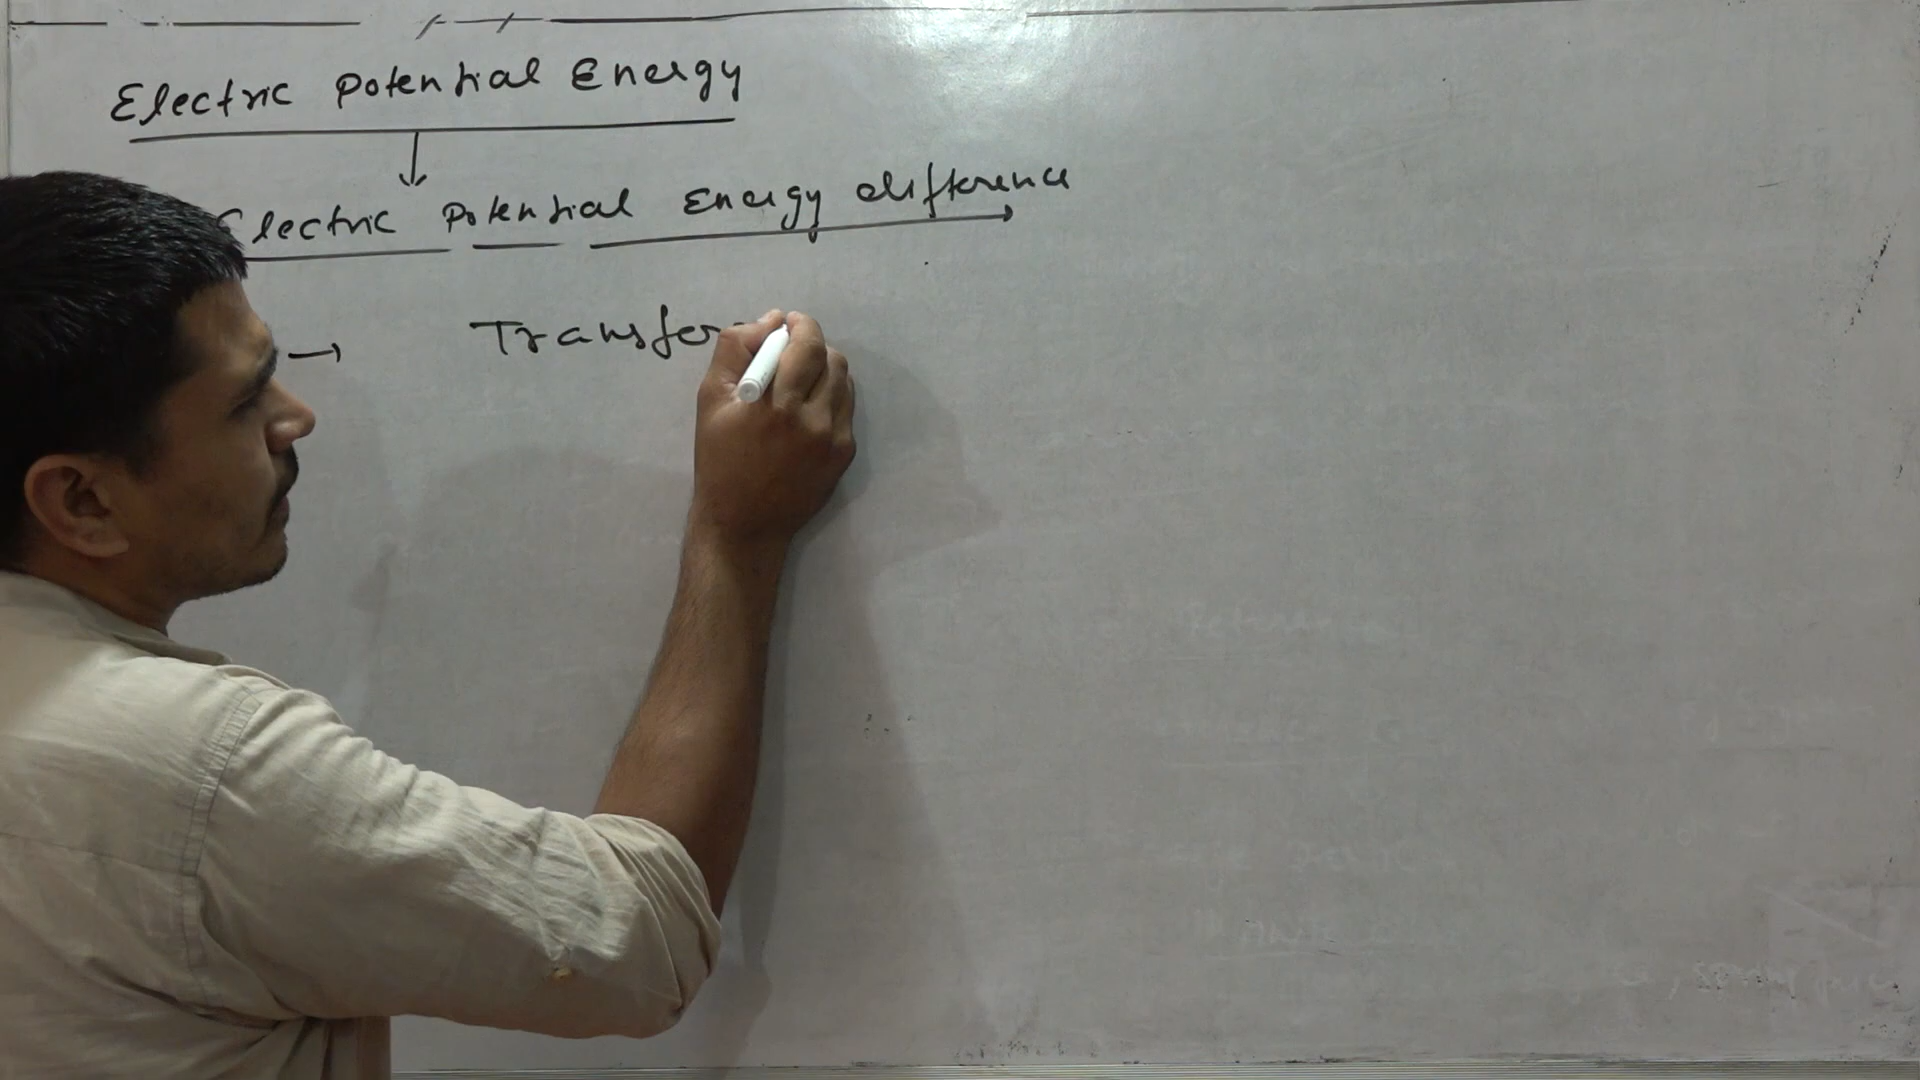 Electric Potential Energy
Electric Potential Energy difference
→ Transfer